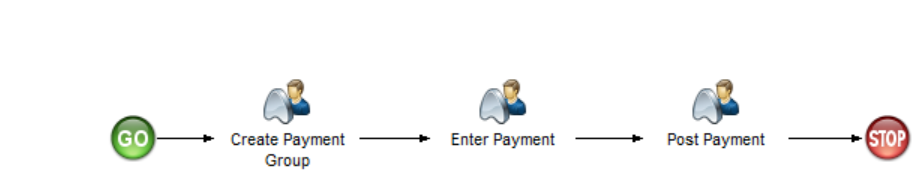 GO
Create Payment
Group
Enter Payment
Post Payment
STOP